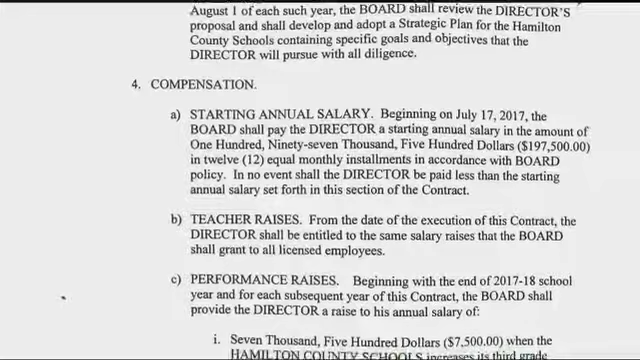 August 1 of each such year, the BOARD shall review the DIRECTOR'S
proposal and shall develop and adopt a Strategic Plan for the Hamilton
County Schools containing specific goals and objectives that the
DIRECTOR will pursue with all diligence.
4. COMPENSATION.
a) STARTING ANNUAL SALARY. Beginning on July 17, 2017, the
BOARD shall pay the DIRECTOR a starting annual salary in the amount of
One Hundred, Ninety-seven Thousand, Five Hundred Dollars ($197,500.00)
in twelve (12) equal monthly installments in accordance with BOARD
policy. In no event shall the DIRECTOR be paid less than the starting
annual salary set forth in this section of the Contract.
b) TEACHER RAISES. From the date of the execution of this Contract, the
DIRECTOR shall be entitled to the same salary raises that the BOARD
shall grant to all licensed employees.
c) PERFORMANCE RAISES. Beginning with the end of 2017-18 school
year and for each subsequent year of this Contract, the BOARD shall
provide the DIRECTOR a raise to his annual salary of:
i. Seven Thousand, Five Hundred Dollars ($7,500.00) when the
HAMILTON COUNTY SCHOOLS increases its third grade